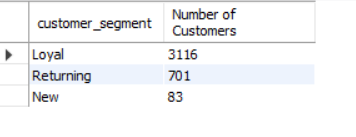 customer_segment Number of Customers
Loyal 3116
Returning 701
New 83